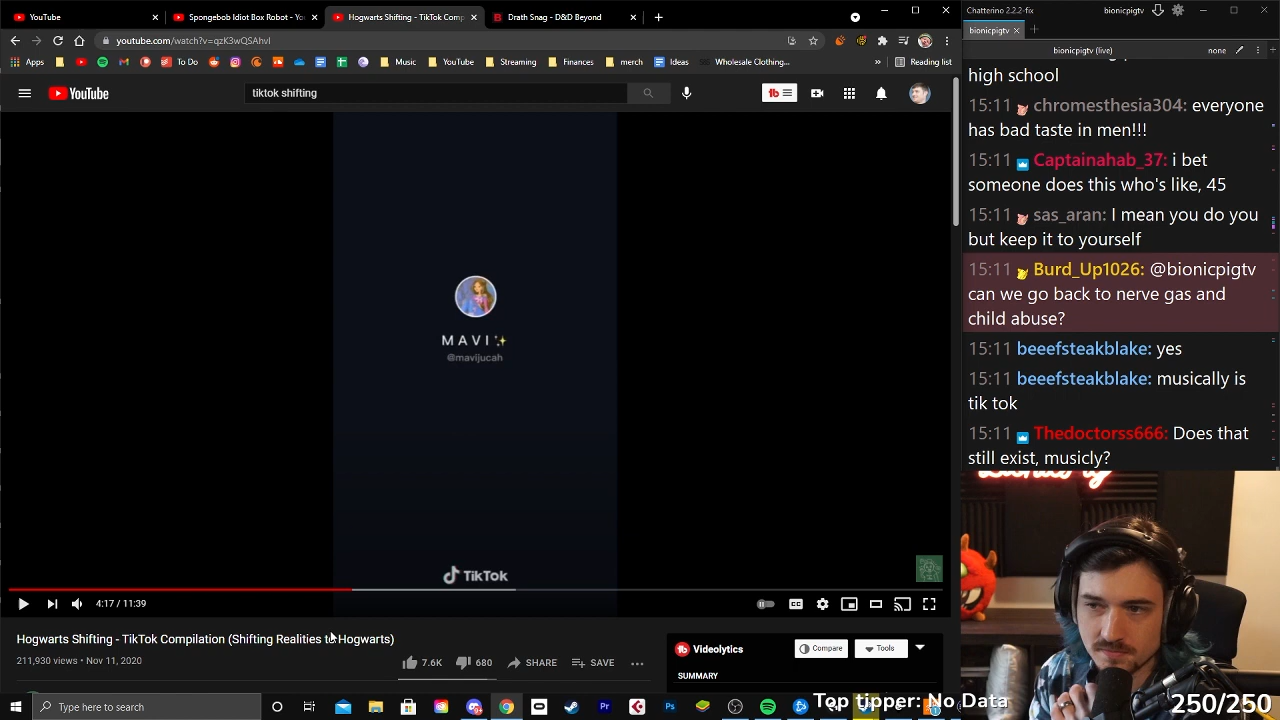 YouTube
Spongebob Idiot Box Robot - Yo
Hogwarts Shifting - TikTok Comp
Drath Snag - D&D Beyond
Chatterino 2.2.2-fix
bionicpigtv
youtube.com/watch?v=qzK3wQSAhvI
bionicpigtv
Apps
To Do
Music
YouTube
Streaming
Finances
merch
Ideas
Wholesale Clothing...
Reading list
bionicpigtv (live)
none
YouTube
tiktok shifting
high school
15:11 chromesthesia304: everyone
has bad taste in men!!!
15:11 Captainahab_37: i bet
someone does this who's like, 45
15:11 sas_aran: I mean you do you
but keep it to yourself
15:11 Burd_Up1026: @bionicpigtv
can we go back to nerve gas and
child abuse?
15:11 beeefsteakblake: yes
15:11 beeefsteakblake: musically is
tik tok
15:11 Thedoctorss666: Does that
still exist, musicly?
MAVI
@mavijucah
TikTok
4:17 / 11:39
Hogwarts Shifting - TikTok Compilation (Shifting Realities to Hogwarts)
211,930 views • Nov 11, 2020
7.6K
680
SHARE
SAVE
Videolytics
Compare
Tools
SUMMARY
Type here to search
Top tipper: No Data
250/250